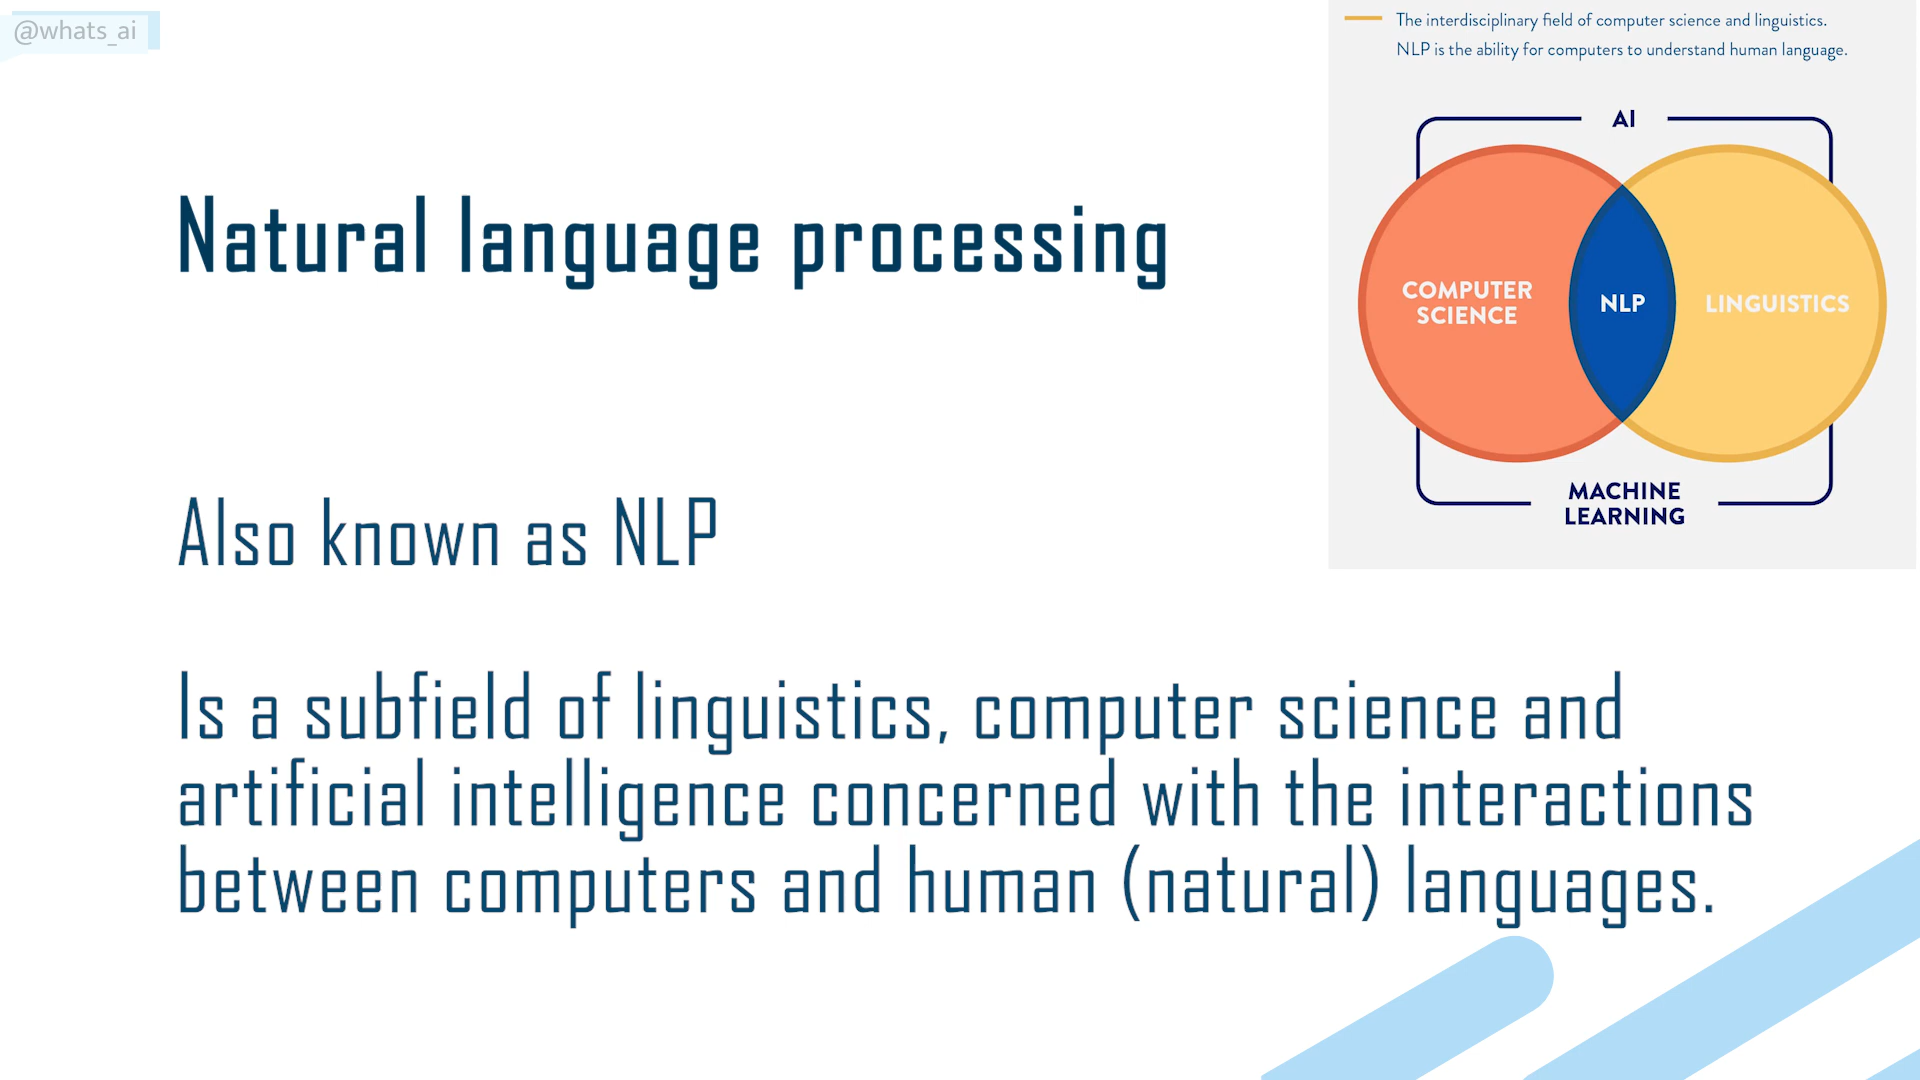 @whats_ai
The interdisciplinary field of computer science and linguistics.
NLP is the ability for computers to understand human language.
AI
COMPUTER
SCIENCE
NLP
LINGUISTICS
MACHINE
LEARNING
Natural language processing
Also known as NLP
Is a subfield of linguistics, computer science and
artificial intelligence concerned with the interactions
between computers and human (natural) languages.